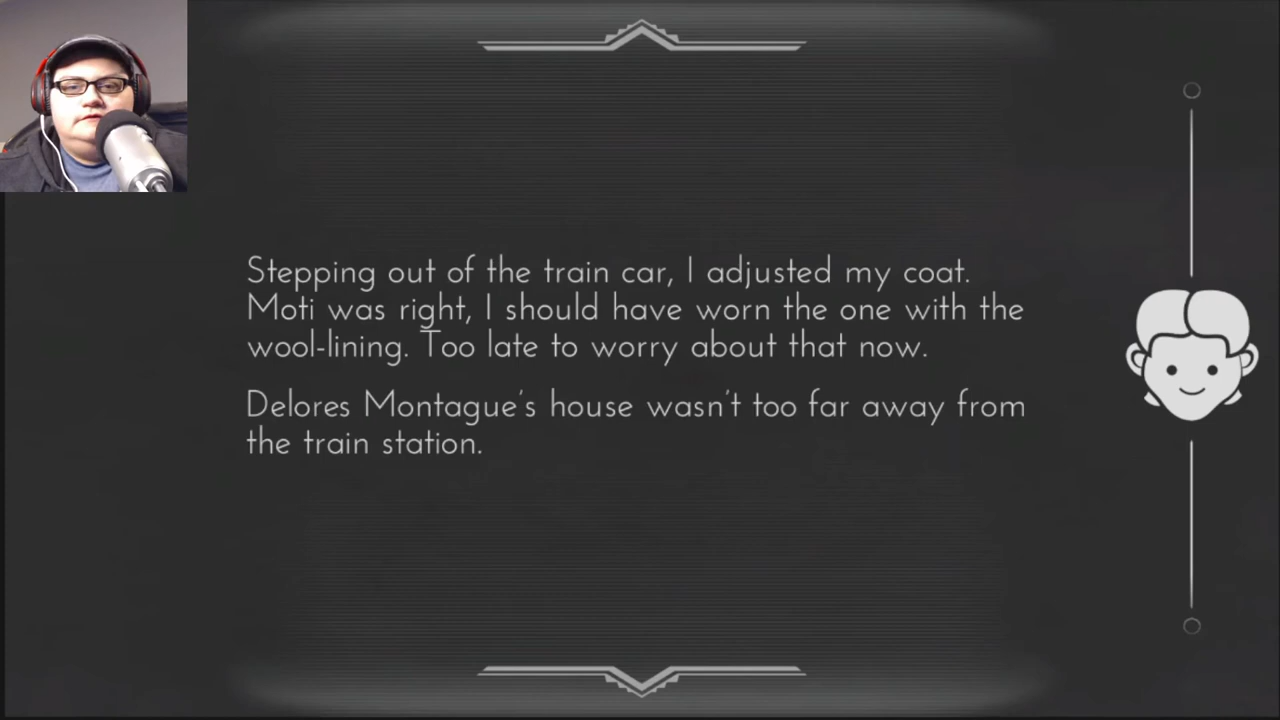 Stepping out of the train car, I adjusted my coat.
Moti was right, I should have worn the one with the
wool-lining. Too late to worry about that now.
Delores Montague's house wasn't too far away from
the train station.